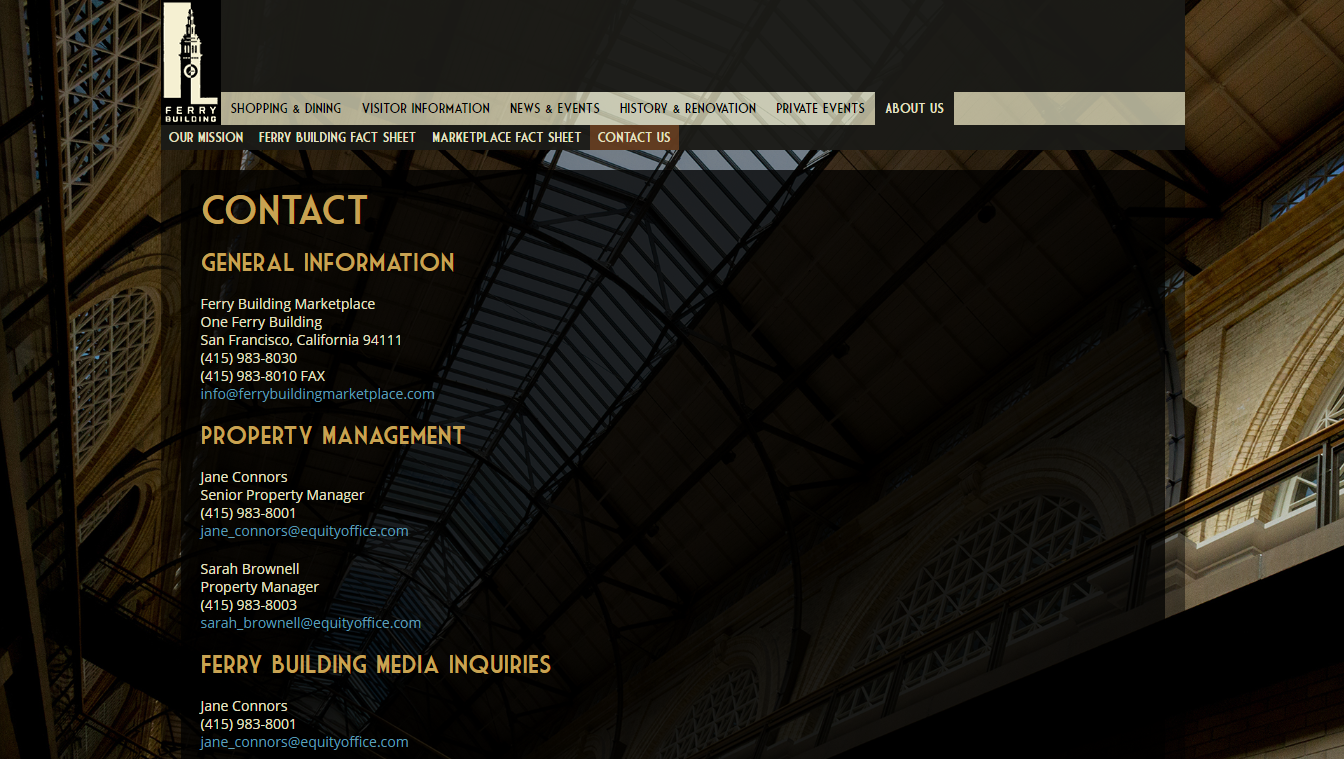 FERRY
BUILDING
SHOPPING & DINING VISITOR INFORMATION NEWS & EVENTS HISTORY & RENOVATION PRIVATE EVENTS ABOUT US
OUR MISSION FERRY BUILDING FACT SHEET MARKETPLACE FACT SHEET CONTACT US
CONTACT
GENERAL INFORMATION
Ferry Building Marketplace
One Ferry Building
San Francisco, California 94111
(415) 983-8030
(415) 983-8010 FAX
info@ferrybuildingmarketplace.com
PROPERTY MANAGEMENT
Jane Connors
Senior Property Manager
(415) 983-8001
jane_connors@equityoffice.com
Sarah Brownell
Property Manager
(415) 983-8003
sarah_brownell@equityoffice.com
FERRY BUILDING MEDIA INQUIRIES
Jane Connors
(415) 983-8001
jane_connors@equityoffice.com